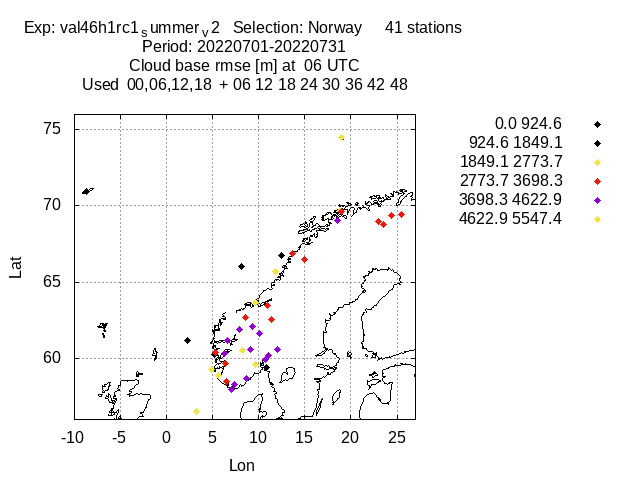 Exp: val46h1rc1summerv2 Selection: Norway 41 stations
Period: 20220701-20220731
Cloud base rmse [m] at 06 UTC
Used 00,06,12,18 + 06 12 18 24 30 36 42 48
0.0 924.6
924.6 1849.1
1849.1 2773.7
2773.7 3698.3
3698.3 4622.9
4622.9 5547.4
75
70
65
60
Lat
-10 -5 0 5 10 15 20 25
Lon